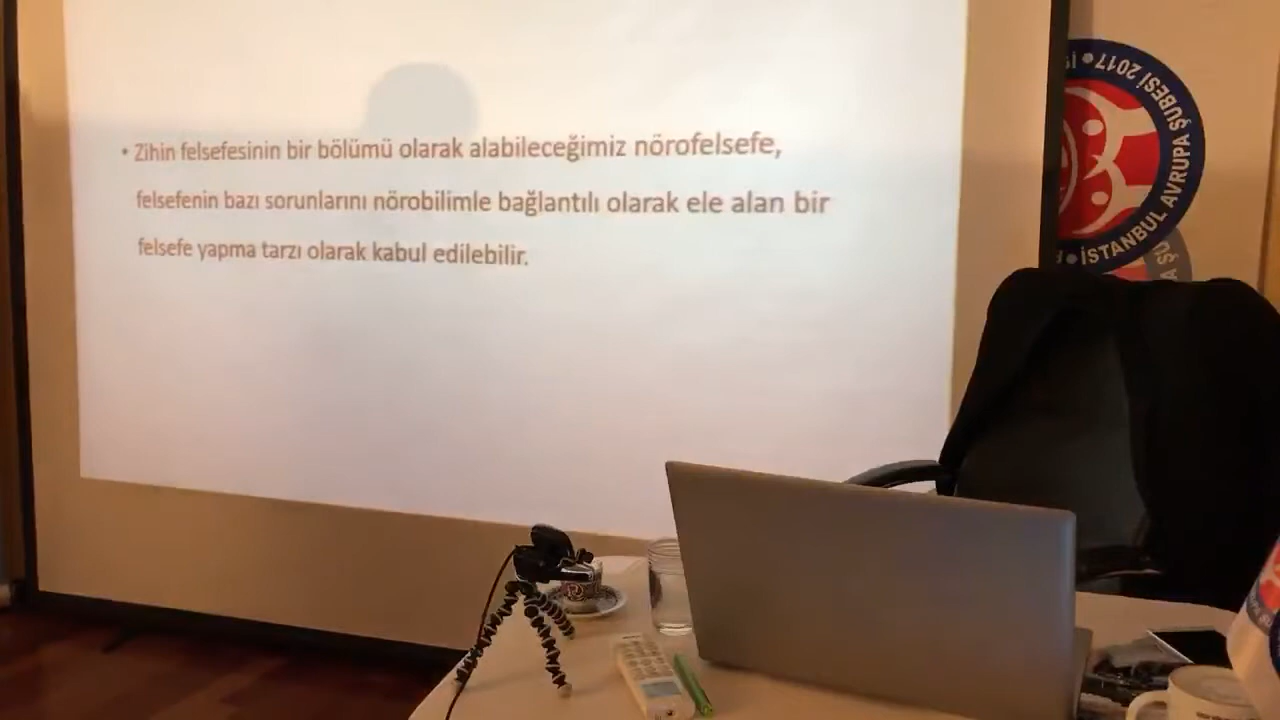 • Zihin felsefesinin bir bölümü olarak alabileceğimiz nörofelsefe,
felsefenin bazı sorunlarını nörobilimle bağlantılı olarak ele alan bir
felsefe yapma tarzı olarak kabul edilebilir.
• İSTANBUL AVRUPA ŞUBESİ 2017 •